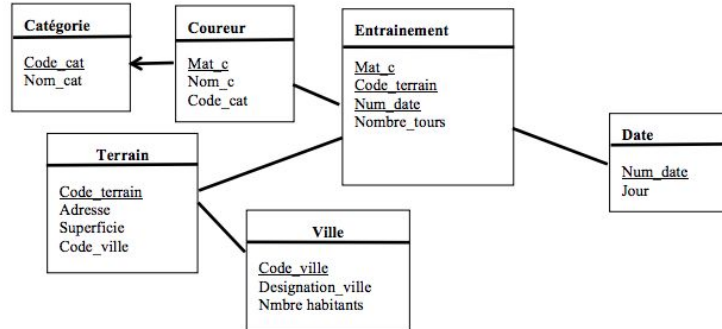 Catégorie
Code_cat
Nom_cat
Coureur
Mat_c
Nom_c
Code_cat
Entrainement
Mat_c
Code_terrain
Num_date
Nombre_tours
Date
Num_date
Jour
Terrain
Code_terrain
Adresse
Superficie
Code_ville
Ville
Code_ville
Designation_ville
Nmbre habitants